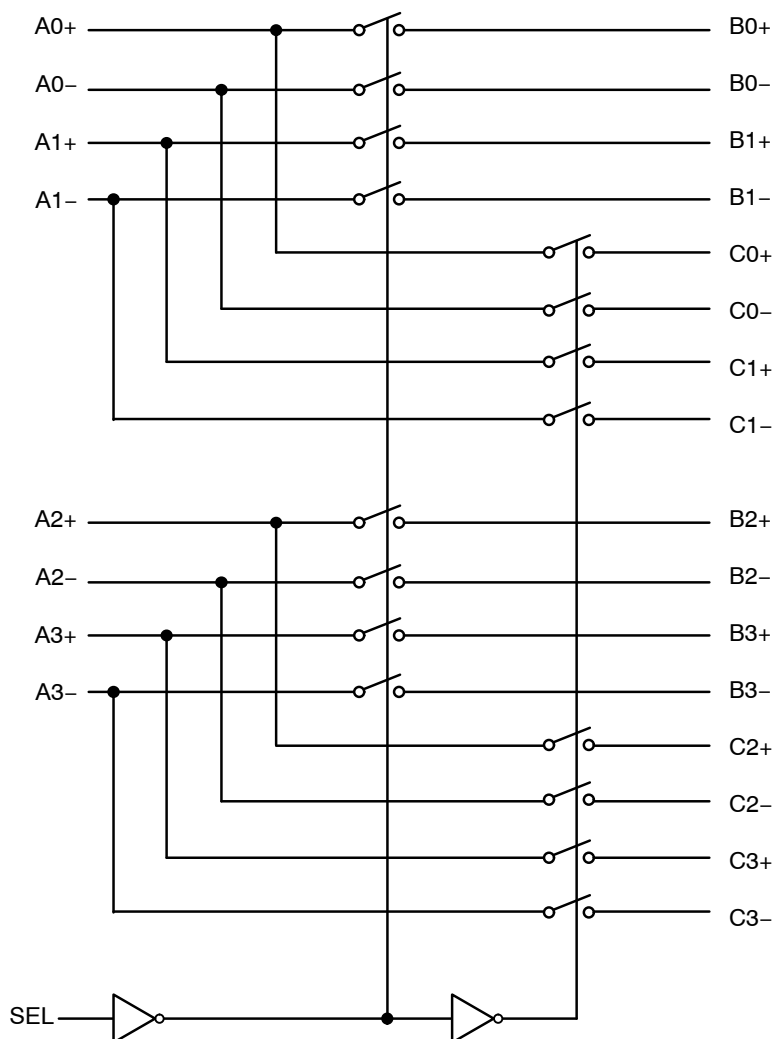 A0+ B0+
A0− B0−
A1+ B1+
A1− B1−
C0+
C0−
C1+
C1−
A2+ B2+
A2− B2−
A3+ B3+
A3− B3−
C2+
C2−
C3+
C3−
SEL